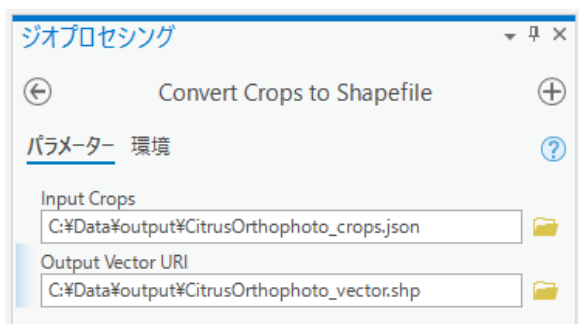 ジオプロセシング
Convert Crops to Shapefile
パラメーター 環境
Input Crops
C:¥Data¥output¥CitrusOrthophoto_crops.json
Output Vector URI
C:¥Data¥output¥CitrusOrthophoto_vector.shp